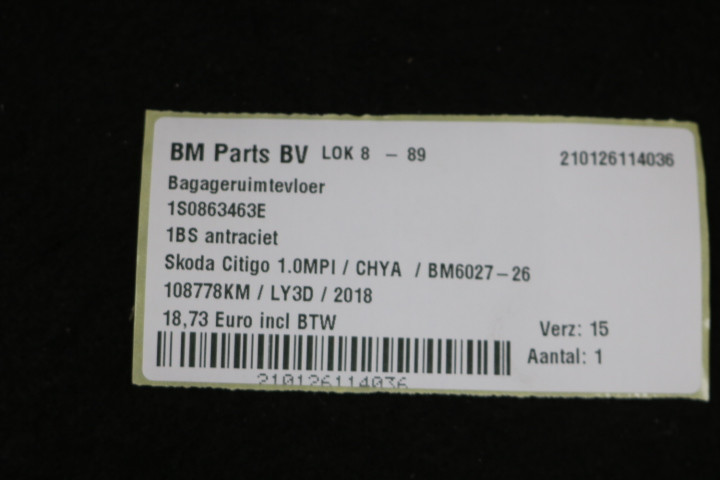 BM Parts BV LOK 8 - 89 210126114036
Bagageruimtevloer
1S0863463E
1BS antraciet
Skoda Citigo 1.0MPI / CHYA / BM6027-26
108778KM / LY3D / 2018
18,73 Euro incl BTW
Verz: 15
Aantal: 1
210126114036